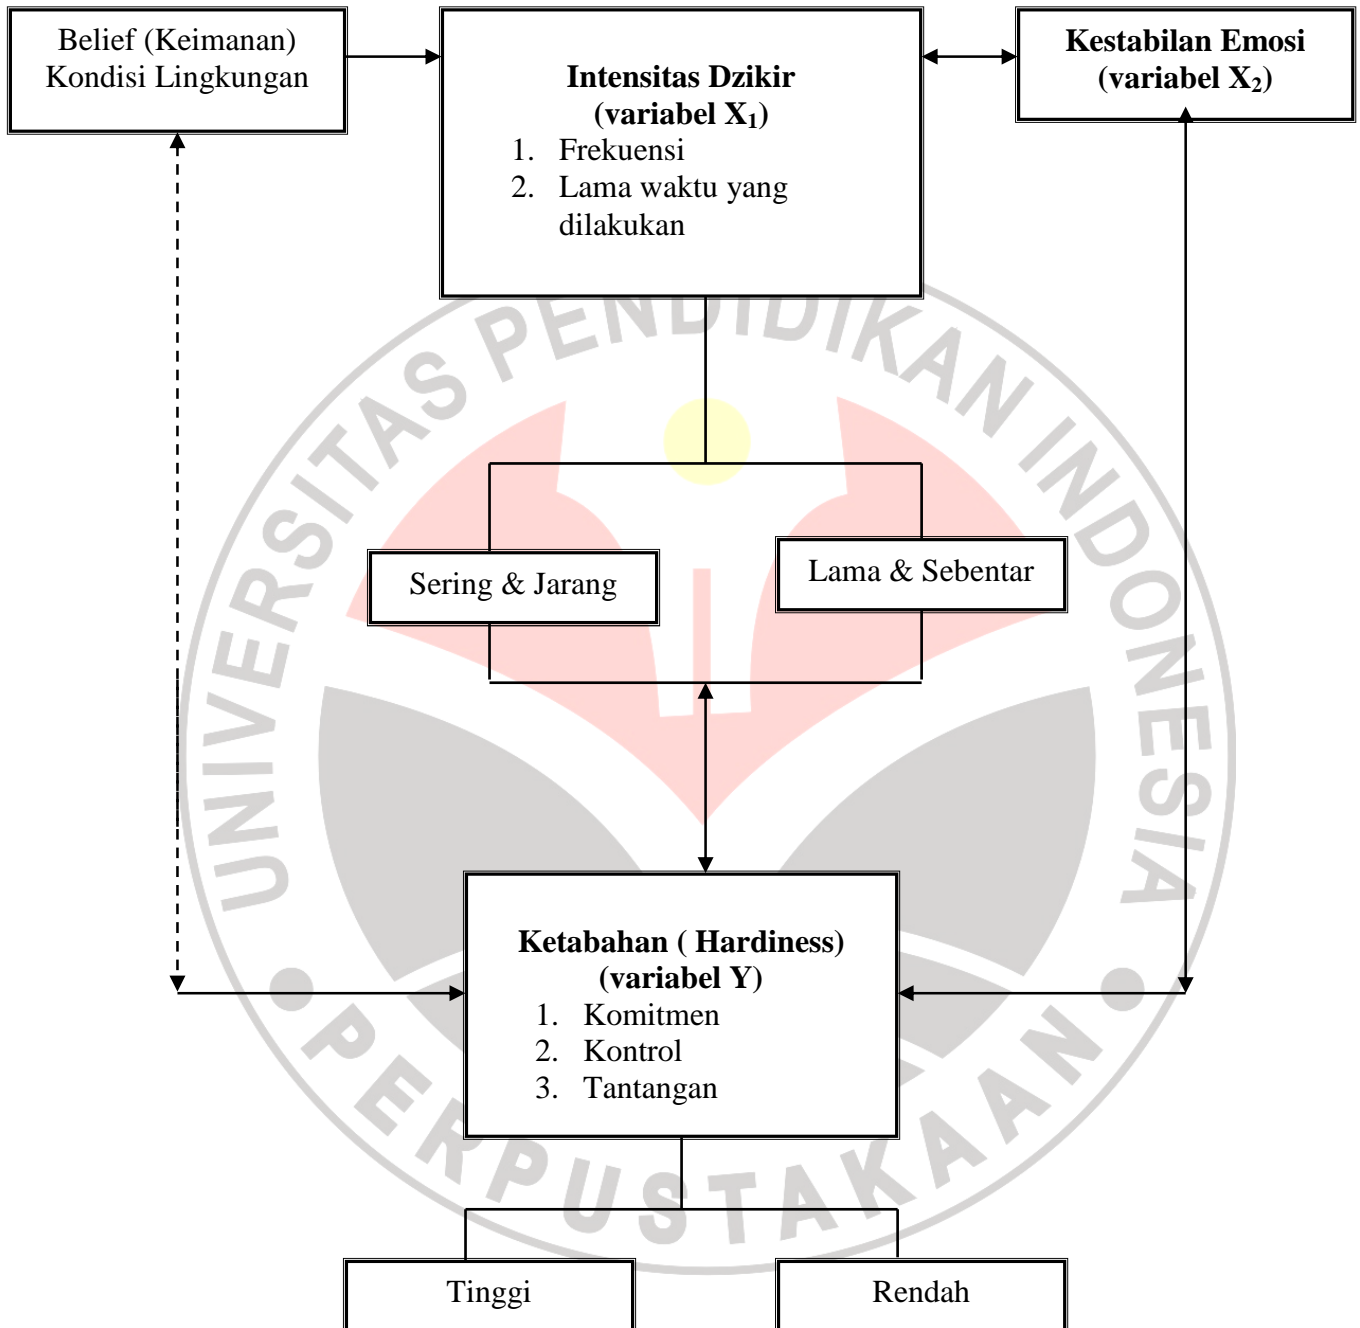 Belief (Keimanan)
Kondisi Lingkungan
Intensitas Dzikir
(variabel X₁)
1. Frekuensi
2. Lama waktu yang
dilakukan
Kestabilan Emosi
(variabel X₂)
UNIVERSITAS PENDIDIKAN INDONESIA
Sering & Jarang
Lama & Sebentar
Ketabahan ( Hardiness)
(variabel Y)
1. Komitmen
2. Kontrol
3. Tantangan
PERPUSTAKAAN
Tinggi
Rendah